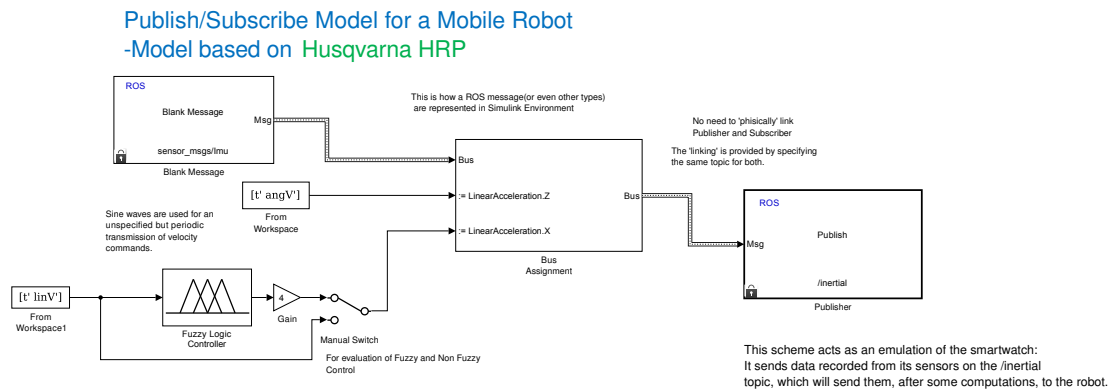 Publish/Subscribe Model for a Mobile Robot
-Model based on Husqvarna HRP
ROS
Blank Message
Msg
sensor_msgs/Imu
Blank Message
This is how a ROS message(or even other types)
are represented in Simulink Environment
No need to 'phisically' link
Publisher and Subscriber
The 'linking' is provided by specifying
the same topic for both.
Bus
:= LinearAcceleration.Z
:= LinearAcceleration.X
Bus
Bus
Assignment
[t' angV']
From
Workspace
ROS
Publish
Msg
/inertial
Publisher
Sine waves are used for an
unspecified but periodic
transmission of velocity
commands.
[t' linV']
From
Workspace1
Fuzzy Logic
Controller
4
Gain
Manual Switch
For evaluation of Fuzzy and Non Fuzzy
Control
This scheme acts as an emulation of the smartwatch:
It sends data recorded from its sensors on the /inertial
topic, which will send them, after some computations, to the robot.